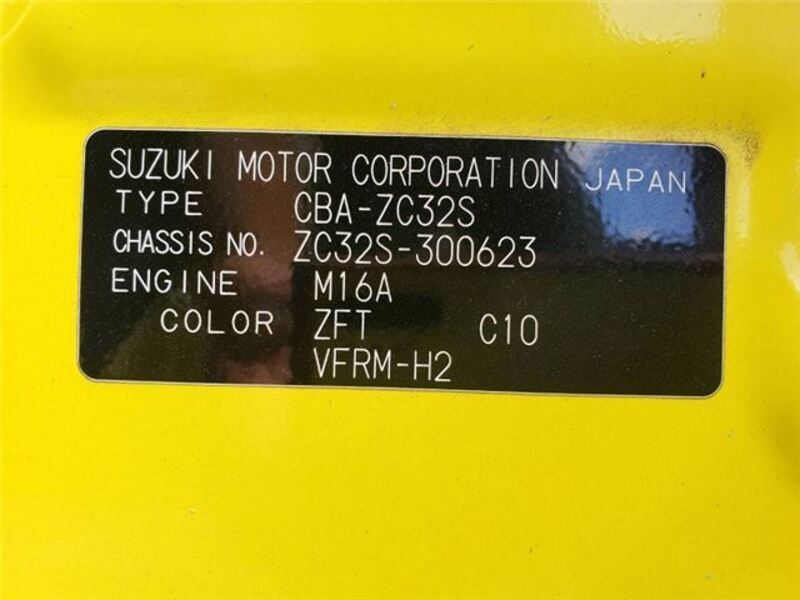 SUZUKI MOTOR CORPORATION JAPAN
TYPE CBA-ZC32S
CHASSIS NO. ZC32S-300623
ENGINE M16A
COLOR ZFT C10
VFRM-H2